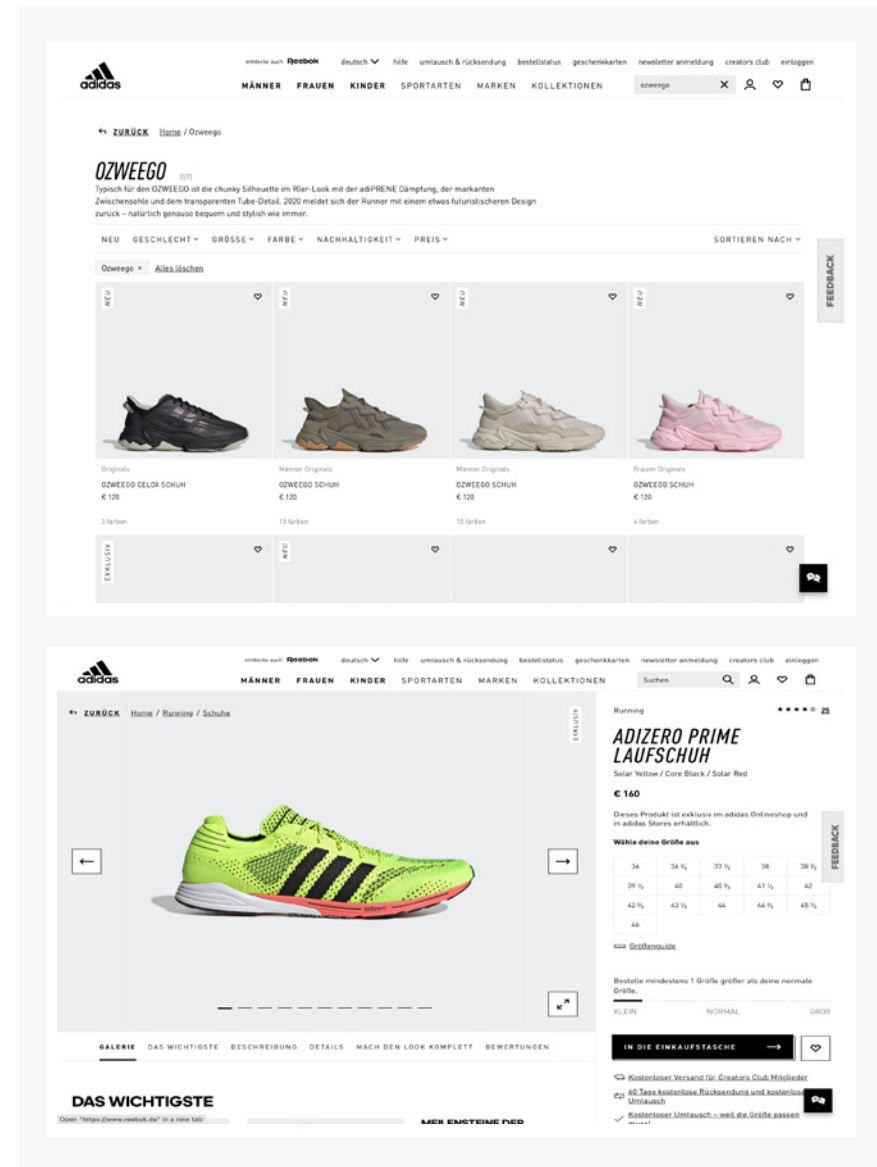 entdecke auch Reebok deutsch hilfe umtausch & rücksendung bestellstatus geschenkkarten newsletter anmeldung creators club einloggen
adidas
MÄNNER FRAUEN KINDER SPORTARTEN MARKEN KOLLEKTIONEN ozweego
ZURÜCK Home / Ozweego
OZWEEGO [57]
Typisch für den OZWEEGO ist die chunky Silhouette im 90er-Look mit der adiPRENE Dämpfung, der markanten
Zwischensohle und dem transparenten Tube-Detail. 2020 meldet sich der Runner mit einem etwas futuristischeren Design
zurück – natürlich genauso bequem und stylish wie immer.
NEU GESCHLECHT GRÖSSE FARBE NACHHALTIGKEIT PREIS SORTIEREN NACH
FEEDBACK
Ozweego × Alles löschen
NEU NEU NEU NEU
Originals Männer Originals Männer Originals Frauen Originals
OZWEEGO CELOX SCHUH OZWEEGO SCHUH OZWEEGO SCHUH OZWEEGO SCHUH
€ 120 € 120 € 120 € 120
3 farben 15 farben 15 farben 4 farben
EXKLUSIV NEU
entdecke auch Reebok deutsch hilfe umtausch & rücksendung bestellstatus geschenkkarten newsletter anmeldung creators club einloggen
adidas
MÄNNER FRAUEN KINDER SPORTARTEN MARKEN KOLLEKTIONEN Suchen
ZURÜCK Home / Running / Schuhe
EXKLUSIV
Running 25
ADIZERO PRIME
LAUFSCHUH
Solar Yellow / Core Black / Solar Red
€ 160
Dieses Produkt ist exklusiv im adidas Onlineshop und
in adidas Stores erhältlich.
FEEDBACK
Wähle deine Größe aus
36 36 ⅔ 37 ⅓ 38 38 ⅔
39 ⅓ 40 40 ⅔ 41 ⅓ 42
42 ⅔ 43 ⅓ 44 44 ⅔ 45 ⅓
46
Größenguide
Bestelle mindestens 1 Größe größer als deine normale
Größe.
KLEIN NORMAL GROß
GALERIE DAS WICHTIGSTE BESCHREIBUNG DETAILS MACH DEN LOOK KOMPLETT BEWERTUNGEN
IN DIE EINKAUFSTASCHE
Kostenloser Versand für Creators Club Mitglieder
60 Tage kostenlose Rücksendung und kostenlos
Umtausch
Kostenloser Umtausch – weil die Größe passen
DAS WICHTIGSTE
MEILENSTEINE DER
Open "https://www.reebok.de" in a new tab